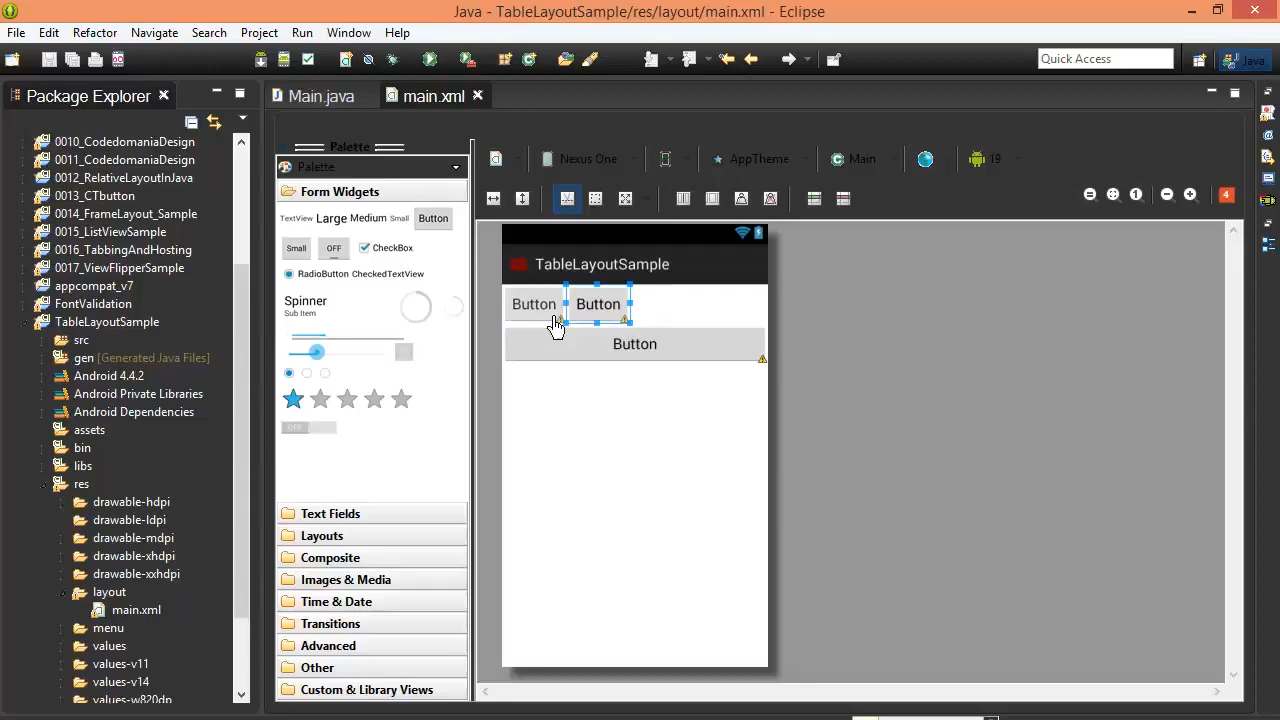 Java - TableLayoutSample/res/layout/main.xml - Eclipse
File Edit Refactor Navigate Search Project Run Window Help
Quick Access
Java
Package Explorer
0010_CodedomaniaDesign
0011_CodedomaniaDesign
0012_RelativeLayoutInJava
0013_CTbutton
0014_FrameLayout_Sample
0015_ListViewSample
0016_TabbingAndHosting
0017_ViewFlipperSample
appcompat_v7
FontValidation
TableLayoutSample
src
gen [Generated Java Files]
Android 4.4.2
Android Private Libraries
Android Dependencies
assets
bin
libs
res
drawable-hdpi
drawable-ldpi
drawable-mdpi
drawable-xhdpi
drawable-xxhdpi
layout
main.xml
menu
values
values-v11
values-v14
values-w820dp
Main.java
main.xml
Palette
Palette
Form Widgets
TextView Large Medium Small Button
Small OFF CheckBox
RadioButton CheckedTextView
Spinner
Sub Item
OFF
Text Fields
Layouts
Composite
Images & Media
Time & Date
Transitions
Advanced
Other
Custom & Library Views
Nexus One
AppTheme
Main
19
1
4
TableLayoutSample
Button Button
Button